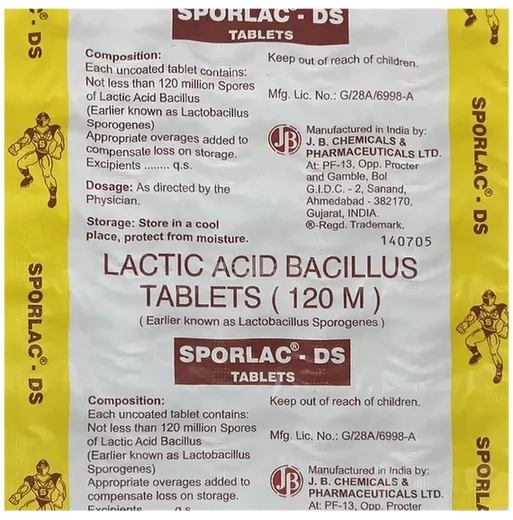 SPORLAC® - DS
TABLETS
Composition:
Each uncoated tablet contains:
Not less than 120 million Spores
of Lactic Acid Bacillus
(Earlier known as Lactobacillus
Sporogenes)
Appropriate overages added to
compensate loss on storage.
Excipients ........ q.s.
Dosage: As directed by the
Physician.
Storage: Store in a cool
place, protect from moisture.
Keep out of reach of children.
Mfg. Lic. No.: G/28A/6998-A
JB
Manufactured in India by:
J. B. CHEMICALS &
PHARMACEUTICALS LTD.
At: PF-13, Opp. Procter
and Gamble, Bol
G.I.D.C. - 2, Sanand,
Ahmedabad - 382170,
Gujarat, INDIA.
®-Regd. Trademark.
140705
LACTIC ACID BACILLUS
TABLETS ( 120 M )
( Earlier known as Lactobacillus Sporogenes )
SPORLAC® - DS
TABLETS
Composition:
Each uncoated tablet contains:
Not less than 120 million Spores
of Lactic Acid Bacillus
(Earlier known as Lactobacillus
Sporogenes)
Appropriate overages added to
compensate loss on storage.
Excipients ........ q.s.
Keep out of reach of children.
Mfg. Lic. No.: G/28A/6998-A
JB
Manufactured in India by:
J. B. CHEMICALS &
PHARMACEUTICALS LTD.
SPORLAC® - DS
SPORLAC® - DS
SPORLAC® - DS
SPOR